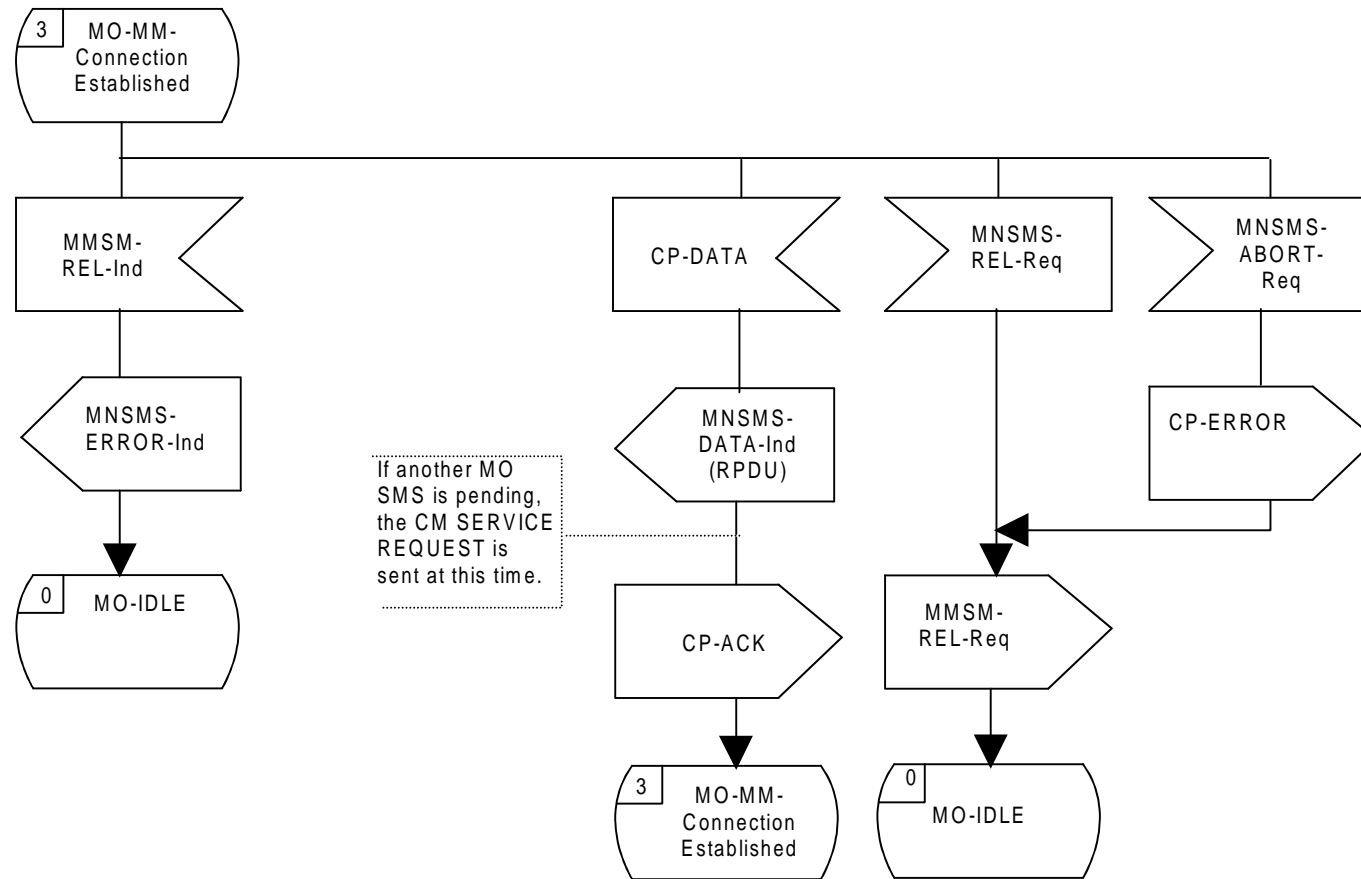 3
MO-MM-
Connection
Established
MMSM-
REL-Ind
CP-DATA
MNSMS-
REL-Req
MNSMS-
ABORT-
Req
MNSMS-
ERROR-Ind
MNSMS-
DATA-Ind
(RPDU)
CP-ERROR
If another MO
SMS is pending,
the CM SERVICE
REQUEST is
sent at this time.
0
MO-IDLE
CP-ACK
MMSM-
REL-Req
3
MO-MM-
Connection
Established
0
MO-IDLE